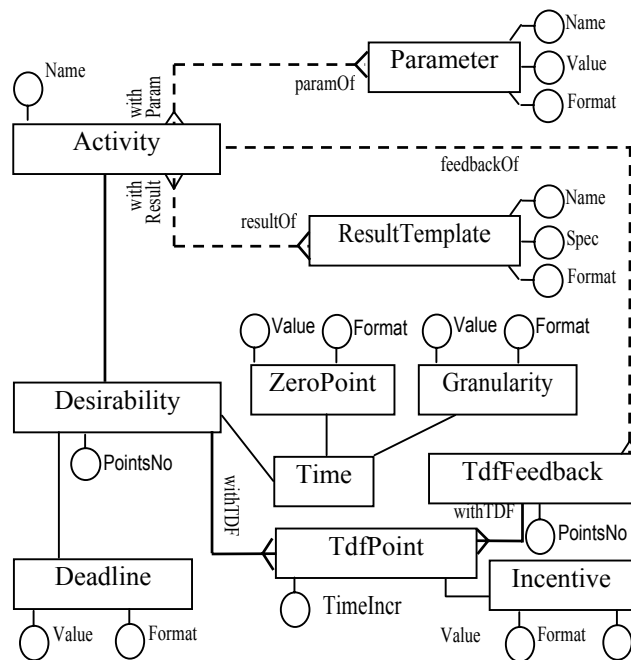 Name
Name
Parameter
Value
paramOf
with
Param
Format
Activity
feedbackOf
with
Result
Name
resultOf
ResultTemplate
Spec
Format
Value
Format
Value
Format
ZeroPoint
Granularity
Desirability
PointsNo
Time
TdfFeedback
withTDF
withTDF
PointsNo
TdfPoint
Deadline
Incentive
TimeIncr
Value
Format
Value
Format